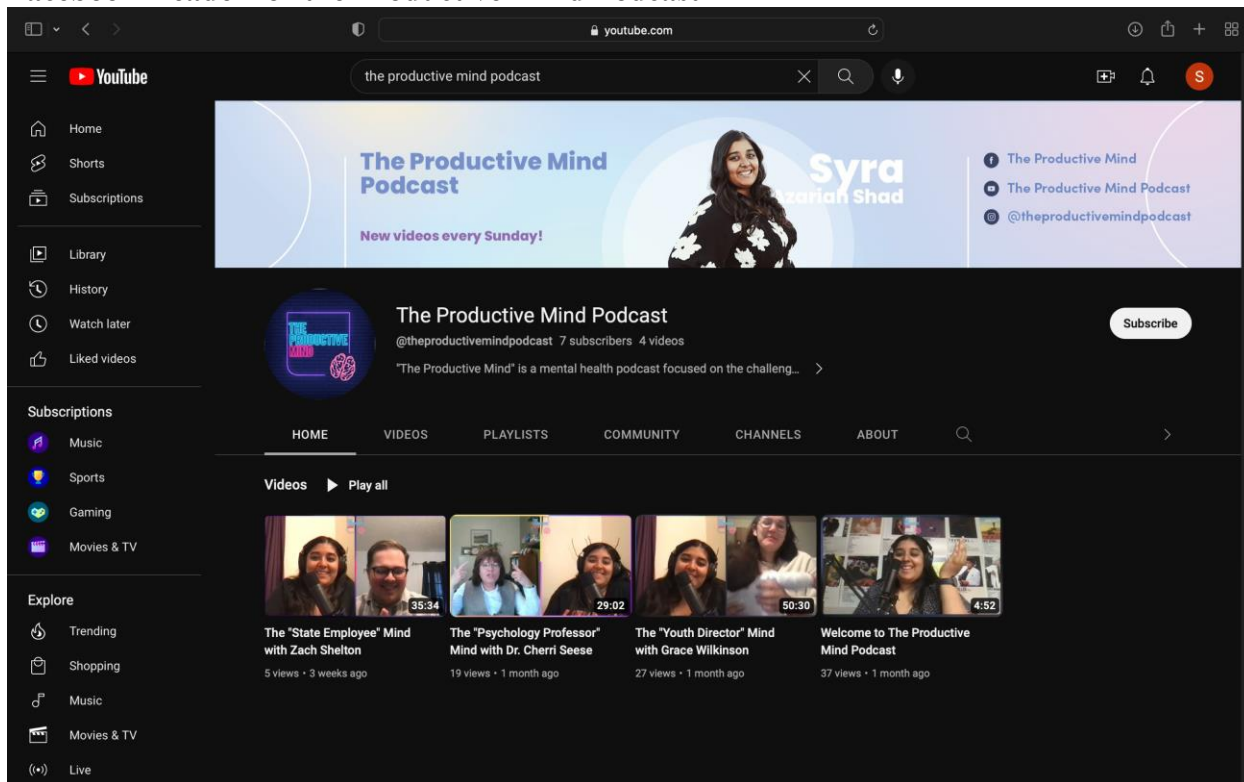 youtube.com
YouTube
the productive mind podcast
S
Home
Shorts
Subscriptions
Library
History
Watch later
Liked videos
Subscriptions
Music
Sports
Gaming
Movies & TV
Explore
Trending
Shopping
Music
Movies & TV
Live
The Productive Mind
Podcast
New videos every Sunday!
Syra
Azariah Shad
The Productive Mind
The Productive Mind Podcast
@theproductivemindpodcast
THE
PRODUCTIVE
MIND
The Productive Mind Podcast
@theproductivemindpodcast 7 subscribers 4 videos
"The Productive Mind" is a mental health podcast focused on the challeng...
Subscribe
HOME VIDEOS PLAYLISTS COMMUNITY CHANNELS ABOUT
Videos Play all
35:34
The "State Employee" Mind
with Zach Shelton
5 views • 3 weeks ago
29:02
The "Psychology Professor"
Mind with Dr. Cherri Seese
19 views • 1 month ago
50:30
The "Youth Director" Mind
with Grace Wilkinson
27 views • 1 month ago
4:52
Welcome to The Productive
Mind Podcast
37 views • 1 month ago